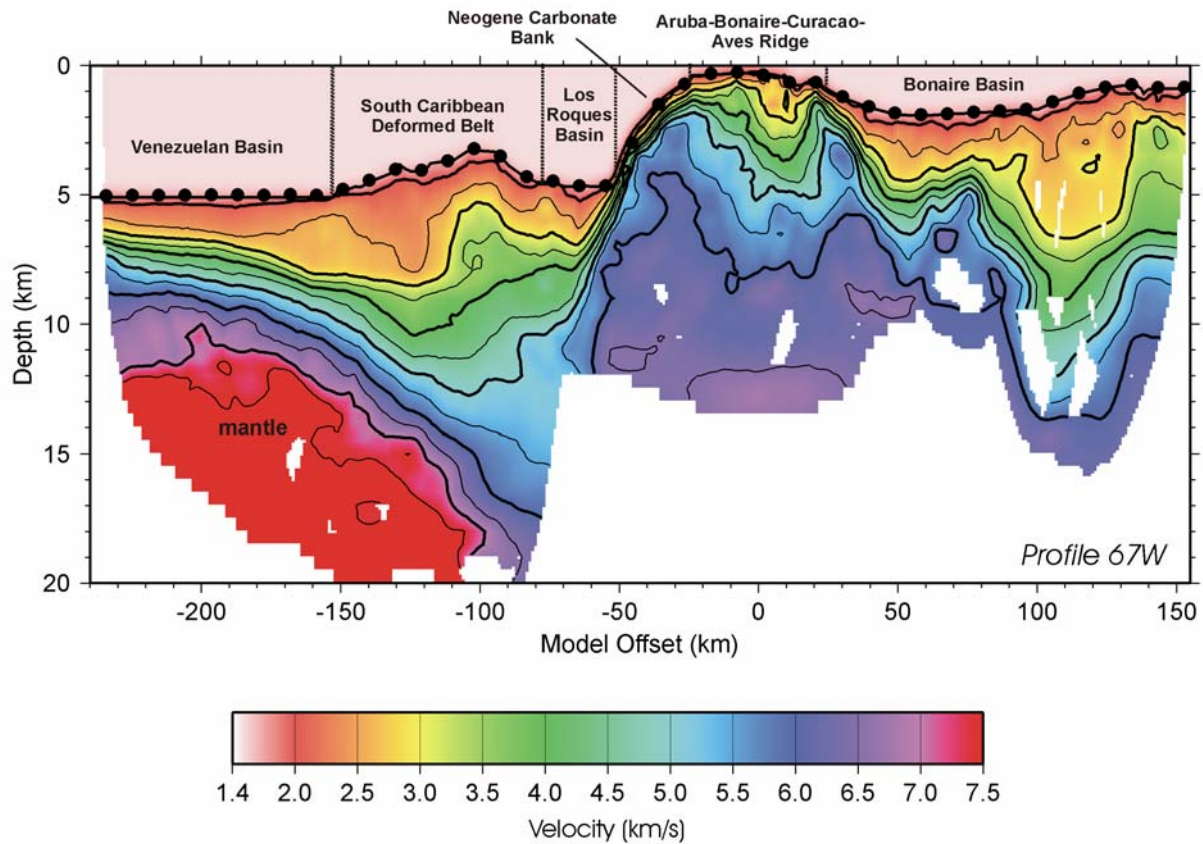 Neogene Carbonate
Bank
Aruba-Bonaire-Curacao-
Aves Ridge
Venezuelan Basin
South Caribbean
Deformed Belt
Los
Roques
Basin
Bonaire Basin
0
5
10
15
20
Depth (km)
mantle
Profile 67W
-200 -150 -100 -50 0 50 100 150
Model Offset (km)
1.4 2.0 2.5 3.0 3.5 4.0 4.5 5.0 5.5 6.0 6.5 7.0 7.5
Velocity (km/s)